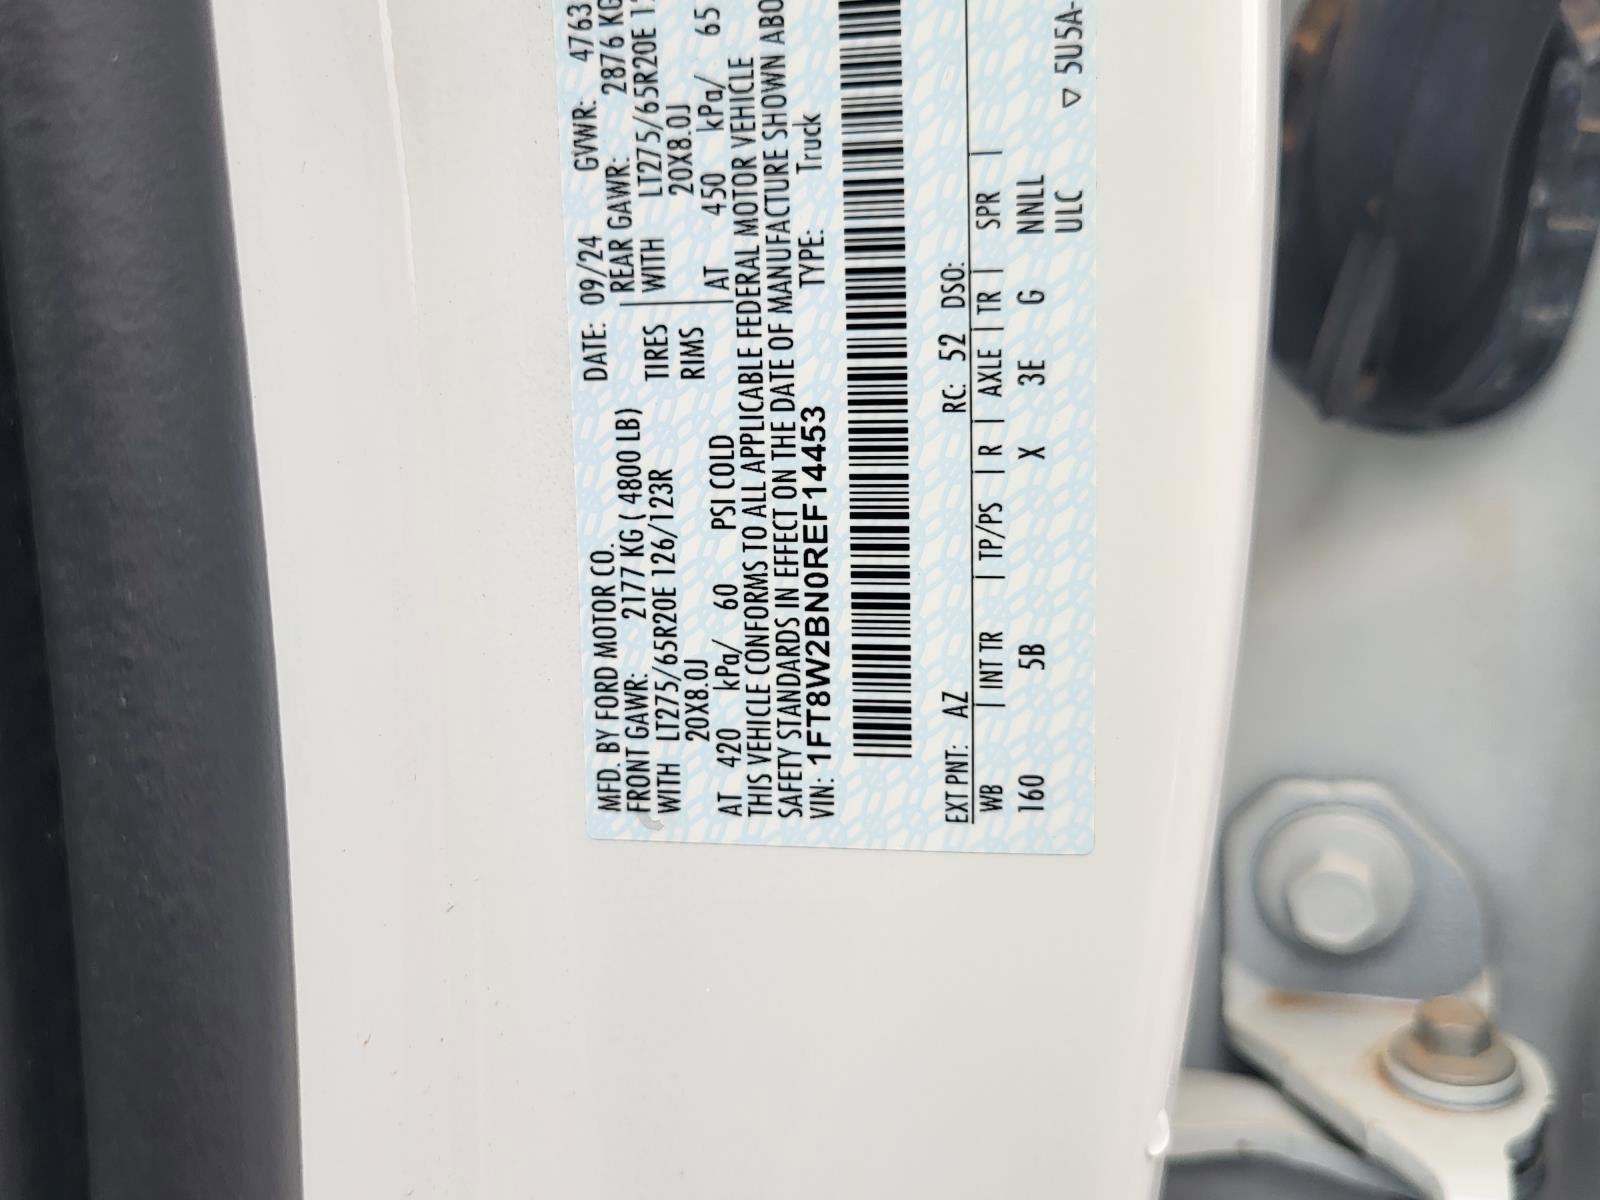 MFD. BY FORD MOTOR CO.
DATE: 09/24 GVWR: 4763
FRONT GAWR: 2177 KG ( 4800 LB) REAR GAWR: 2876 KG
WITH LT275/65R20E 126/123R TIRES WITH LT275/65R20E
20X8.0J RIMS 20X8.0J
AT 420 kPa/ 60 PSI COLD AT 450 kPa/ 65
THIS VEHICLE CONFORMS TO ALL APPLICABLE FEDERAL MOTOR VEHICLE
SAFETY STANDARDS IN EFFECT ON THE DATE OF MANUFACTURE SHOWN ABO
VIN: 1FT8W2BN0REF14453 TYPE: Truck
EXT PNT: AZ RC: 52 DSO:
WB | INT TR | TP/PS | R | AXLE | TR | SPR |
160 5B X 3E G NNLL
ULC ▽ 5U5A-